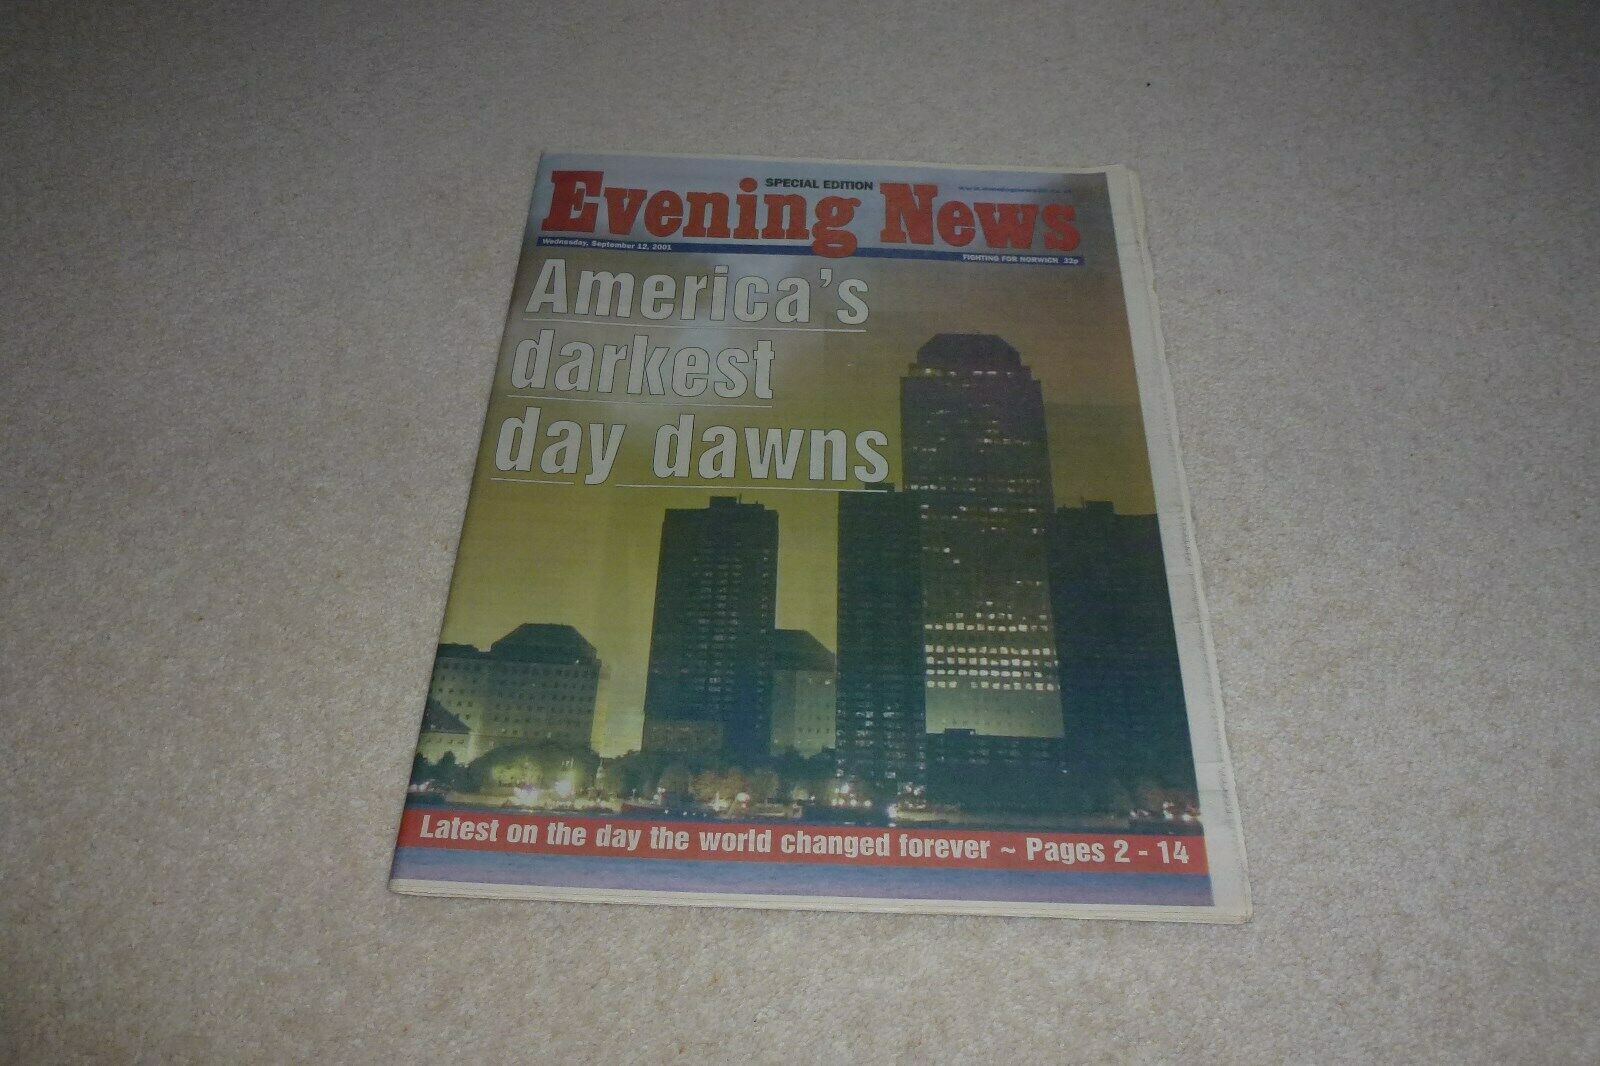 SPECIAL EDITION
Evening News
Wednesday, September 12, 2001
FIGHTING FOR NORWICH 32p
America's
darkest
day dawns
Latest on the day the world changed forever ~ Pages 2 - 14